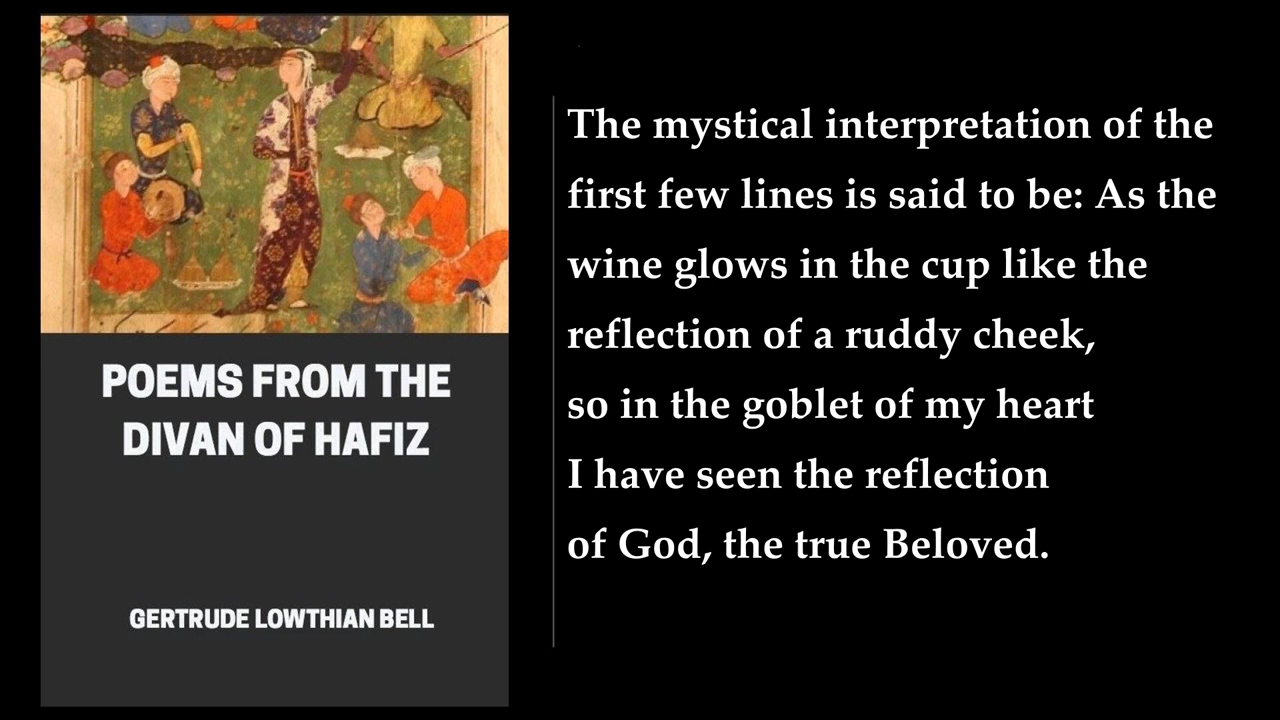 POEMS FROM THE
DIVAN OF HAFIZ
GERTRUDE LOWTHIAN BELL
The mystical interpretation of the
first few lines is said to be: As the
wine glows in the cup like the
reflection of a ruddy cheek,
so in the goblet of my heart
I have seen the reflection
of God, the true Beloved.